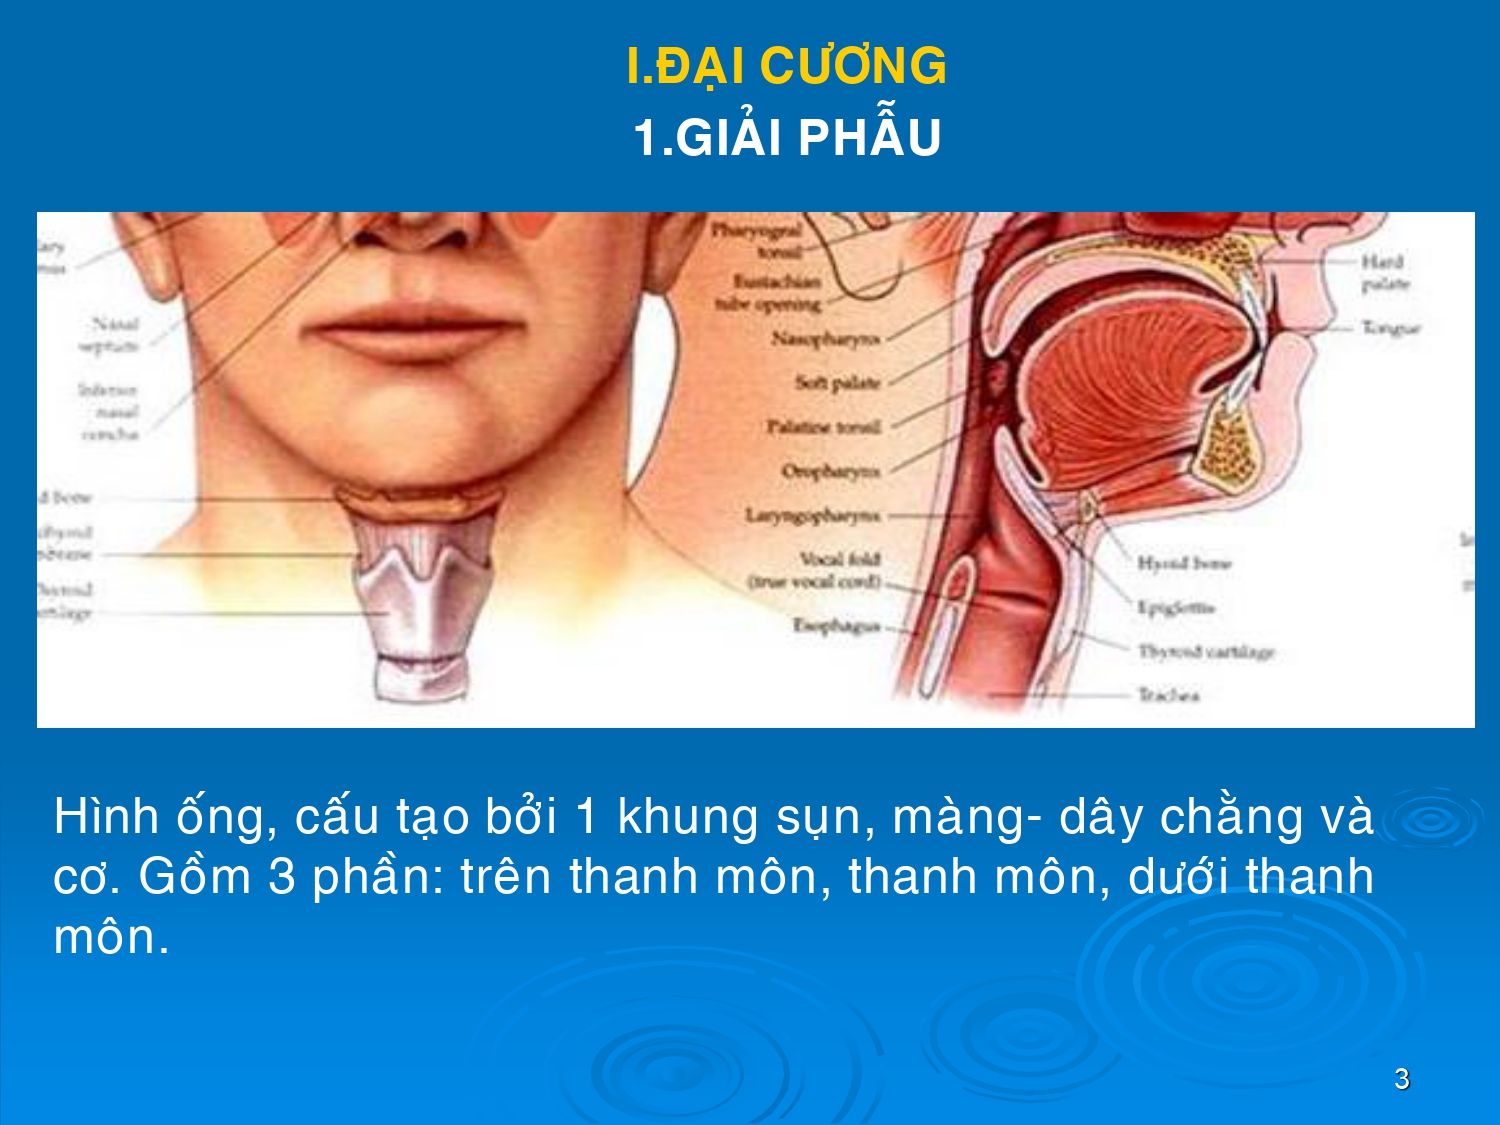 I.ĐẠI CƯƠNG
1.GIẢI PHẪU
Nasal
septum
Inferior
nasal
concha
Pharyogeal
tonsil
Eustachian
tube opening
Nasopharynx
Soft palate
Palatine tonsil
Oropharynx
Laryngopharynx
Vocal fold
(true vocal cord)
Esophagus
Hard
palate
Tongue
Hyoid bone
Epiglottis
Thyroid cartilage
Trachea
Hình ống, cấu tạo bởi 1 khung sụn, màng- dây chằng và
cơ. Gồm 3 phần: trên thanh môn, thanh môn, dưới thanh
môn.
3